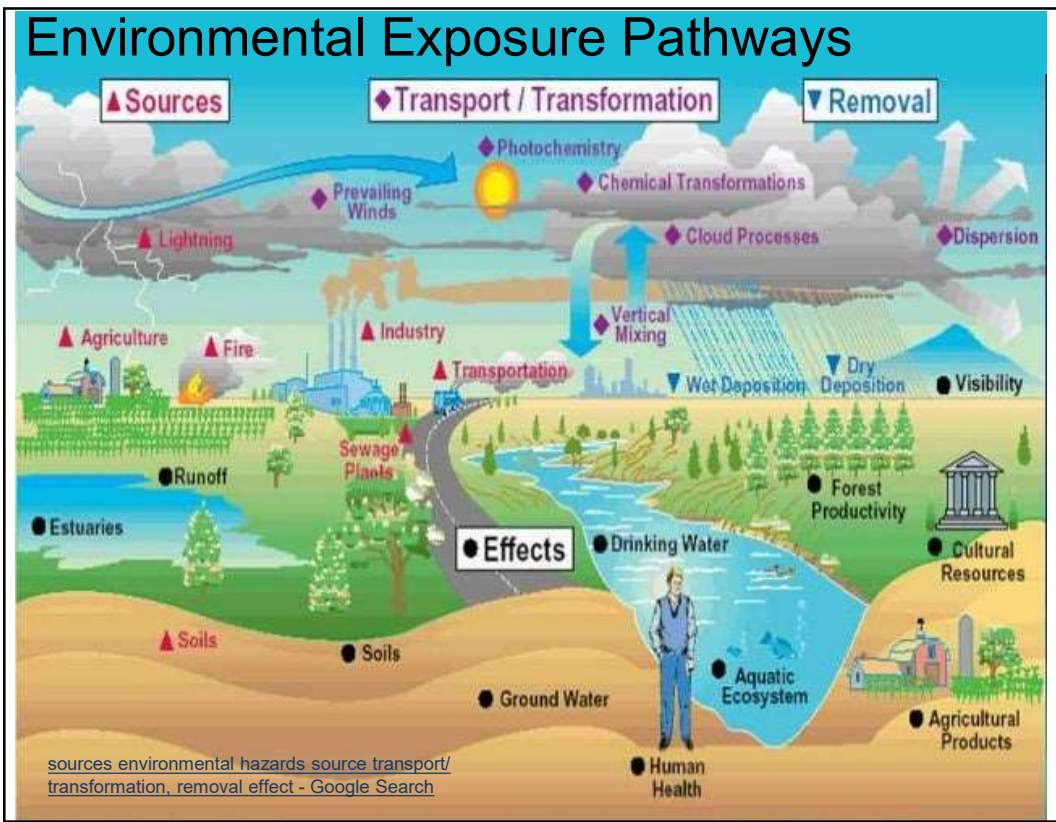 Environmental Exposure Pathways
Sources
Transport / Transformation
Removal
Photochemistry
Prevailing
Winds
Chemical Transformations
Lightning
Cloud Processes
Dispersion
Agriculture
Fire
Industry
Vertical
Mixing
Transportation
Wet Deposition
Dry
Deposition
Visibility
Sewage
Plants
Runoff
Estuaries
Effects
Drinking Water
Forest
Productivity
Cultural
Resources
Soils
Soils
Ground Water
Aquatic
Ecosystem
Agricultural
Products
Human
Health
sources environmental hazards source transport/
transformation, removal effect - Google Search